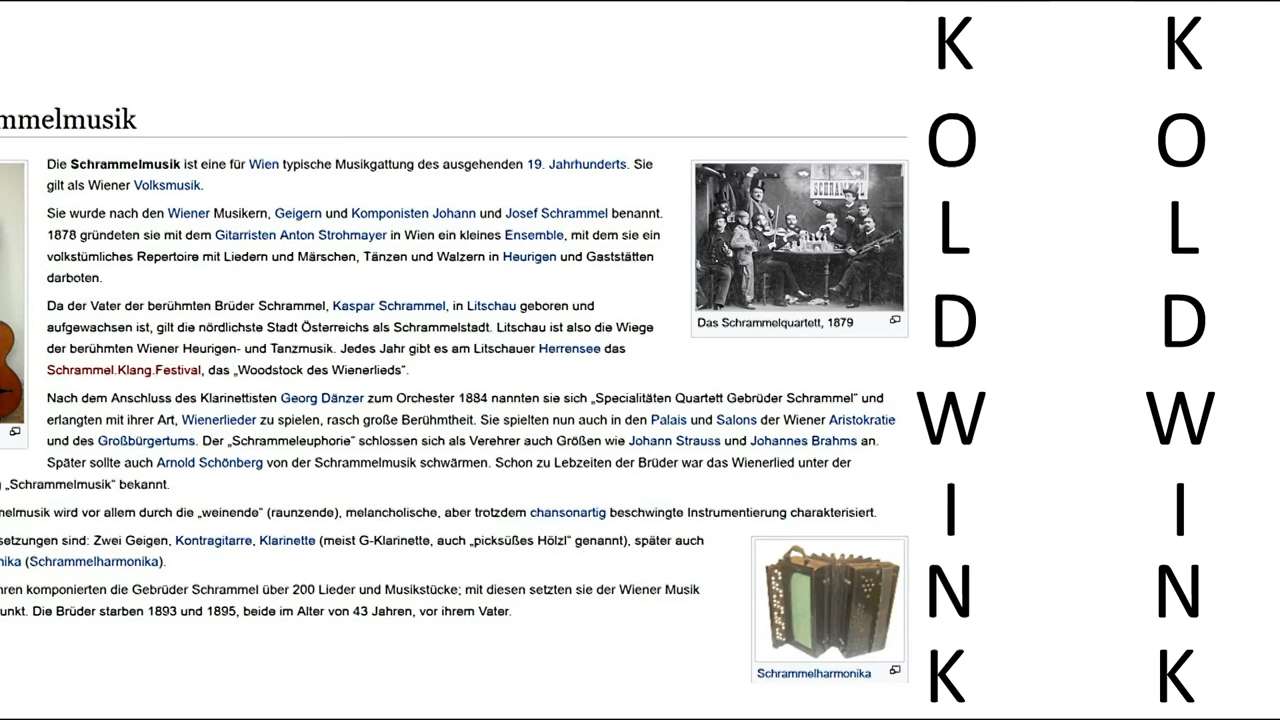 mmelmusik
Die Schrammelmusik ist eine für Wien typische Musikgattung des ausgehenden 19. Jahrhunderts. Sie
gilt als Wiener Volksmusik.
Sie wurde nach den Wiener Musikern, Geigern und Komponisten Johann und Josef Schrammel benannt.
1878 gründeten sie mit dem Gitarristen Anton Strohmayer in Wien ein kleines Ensemble, mit dem sie ein
volkstümliches Repertoire mit Liedern und Märschen, Tänzen und Walzern in Heurigen und Gaststätten
darboten.
SCHRAMMEL
Das Schrammelquartett, 1879
Da der Vater der berühmten Brüder Schrammel, Kaspar Schrammel, in Litschau geboren und
aufgewachsen ist, gilt die nördlichste Stadt Österreichs als Schrammelstadt. Litschau ist also die Wiege
der berühmten Wiener Heurigen- und Tanzmusik. Jedes Jahr gibt es am Litschauer Herrensee das
Schrammel.Klang.Festival, das „Woodstock des Wienerlieds“.
Nach dem Anschluss des Klarinettisten Georg Dänzer zum Orchester 1884 nannten sie sich „Specialitäten Quartett Gebrüder Schrammel“ und
erlangten mit ihrer Art, Wienerlieder zu spielen, rasch große Berühmtheit. Sie spielten nun auch in den Palais und Salons der Wiener Aristokratie
und des Großbürgertums. Der „Schrammeleuphorie“ schlossen sich als Verehrer auch Größen wie Johann Strauss und Johannes Brahms an.
Später sollte auch Arnold Schönberg von der Schrammelmusik schwärmen. Schon zu Lebzeiten der Brüder war das Wienerlied unter der
g „Schrammelmusik“ bekannt.
nelmusik wird vor allem durch die „weinende“ (raunzende), melancholische, aber trotzdem chansonartig beschwingte Instrumentierung charakterisiert.
setzungen sind: Zwei Geigen, Kontragitarre, Klarinette (meist G-Klarinette, auch „picksüßes Hölzl“ genannt), später auch
nika (Schrammelharmonika).
hren komponierten die Gebrüder Schrammel über 200 Lieder und Musikstücke; mit diesen setzten sie der Wiener Musik
unkt. Die Brüder starben 1893 und 1895, beide im Alter von 43 Jahren, vor ihrem Vater.
Schrammelharmonika
K
O
L
D
W
I
N
K
K
O
L
D
W
I
N
K